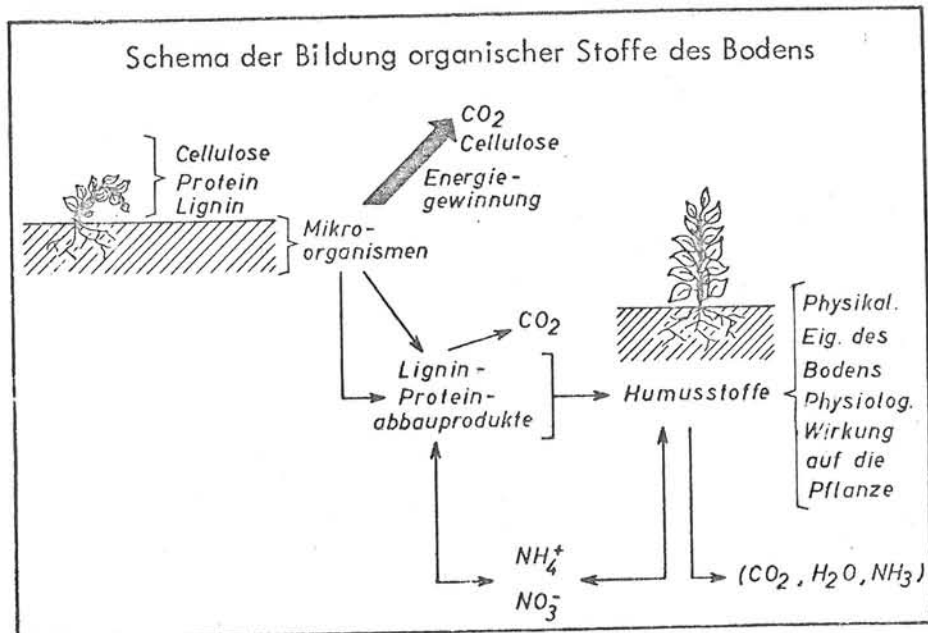 Schema der Bildung organischer Stoffe des Bodens
CO2
Cellulose
Energie-
gewinnung
Cellulose
Protein
Lignin
Mikro-
organismen
CO2
Lignin-
Protein-
abbauprodukte
Humusstoffe
Physikal.
Eig. des
Bodens
Physiolog.
Wirkung
auf die
Pflanze
NH4+
NO3-
(CO2, H2O, NH3)